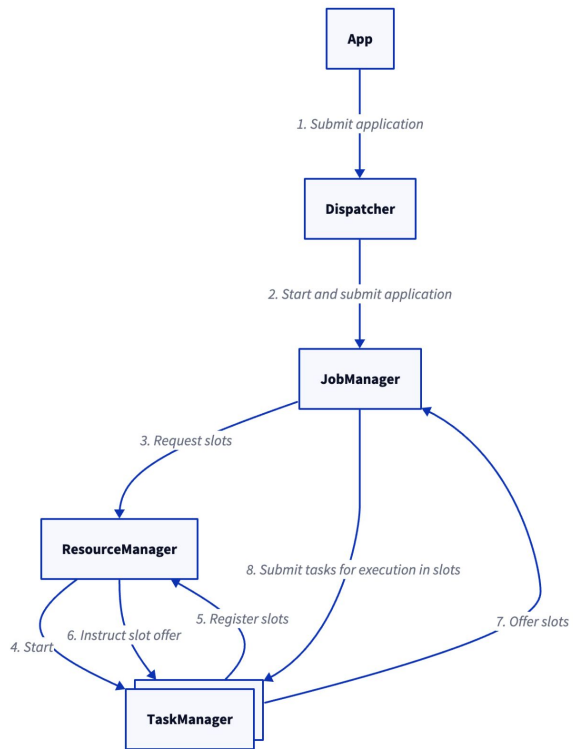 App
1. Submit application
Dispatcher
2. Start and submit application
JobManager
3. Request slots
ResourceManager
8. Submit tasks for execution in slots
5. Register slots
7. Offer slots
6. Instruct slot offer
4. Start
TaskManager